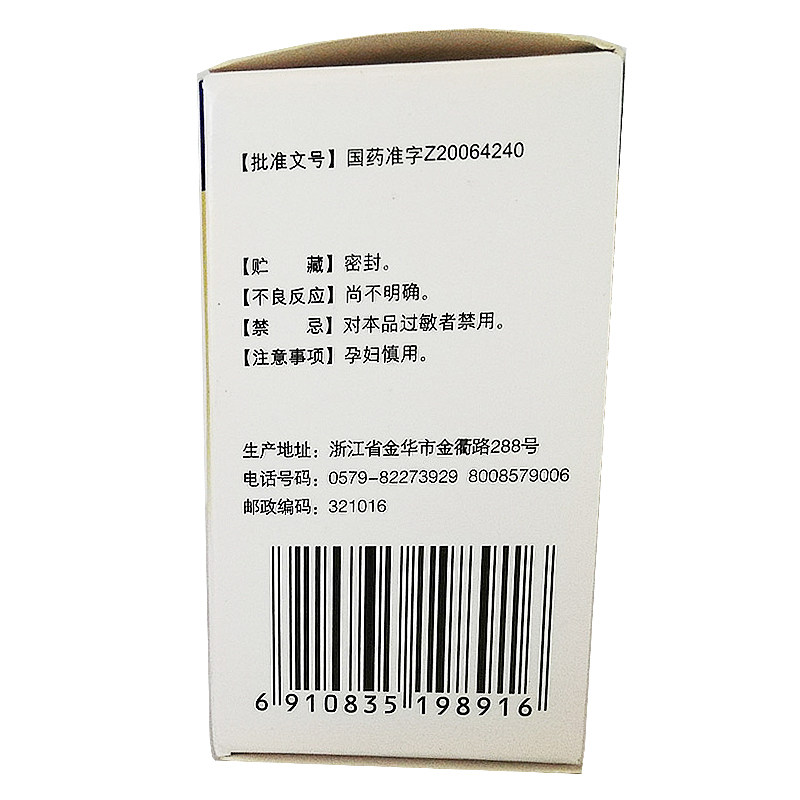 【批准文号】国药准字Z20064240
【贮 藏】密封。
【不良反应】尚不明确。
【禁 忌】对本品过敏者禁用。
【注意事项】孕妇慎用。
生产地址：浙江省金华市金衢路288号
电话号码：0579-82273929 8008579006
邮政编码：321016
6 910835 198916